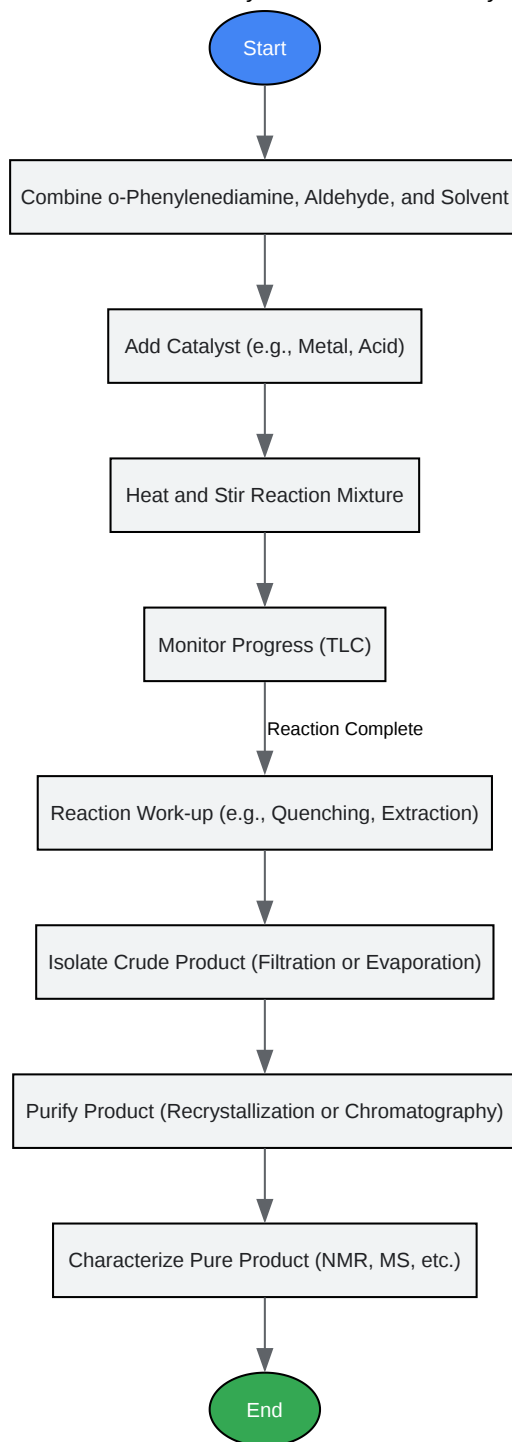 Start
Combine o-Phenylenediamine, Aldehyde, and Solvent
Add Catalyst (e.g., Metal, Acid)
Heat and Stir Reaction Mixture
Monitor Progress (TLC)
Reaction Complete
Reaction Work-up (e.g., Quenching, Extraction)
Isolate Crude Product (Filtration or Evaporation)
Purify Product (Recrystallization or Chromatography)
Characterize Pure Product (NMR, MS, etc.)
End